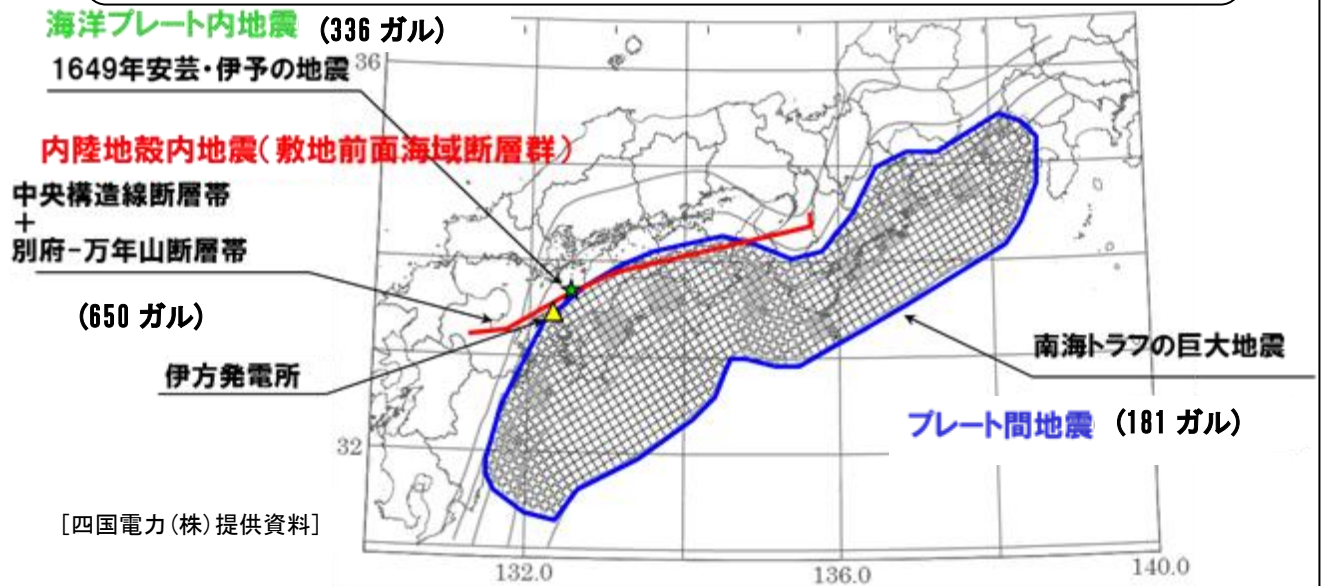 海洋プレート内地震 (336 ガル)
1649年安芸・伊予の地震
36
内陸地殻内地震(敷地前面海域断層群)
中央構造線断層帯
+
別府-万年山断層帯
(650 ガル)
伊方発電所
南海トラフの巨大地震
プレート間地震 (181 ガル)
32
[四国電力(株)提供資料]
132.0
136.0
140.0